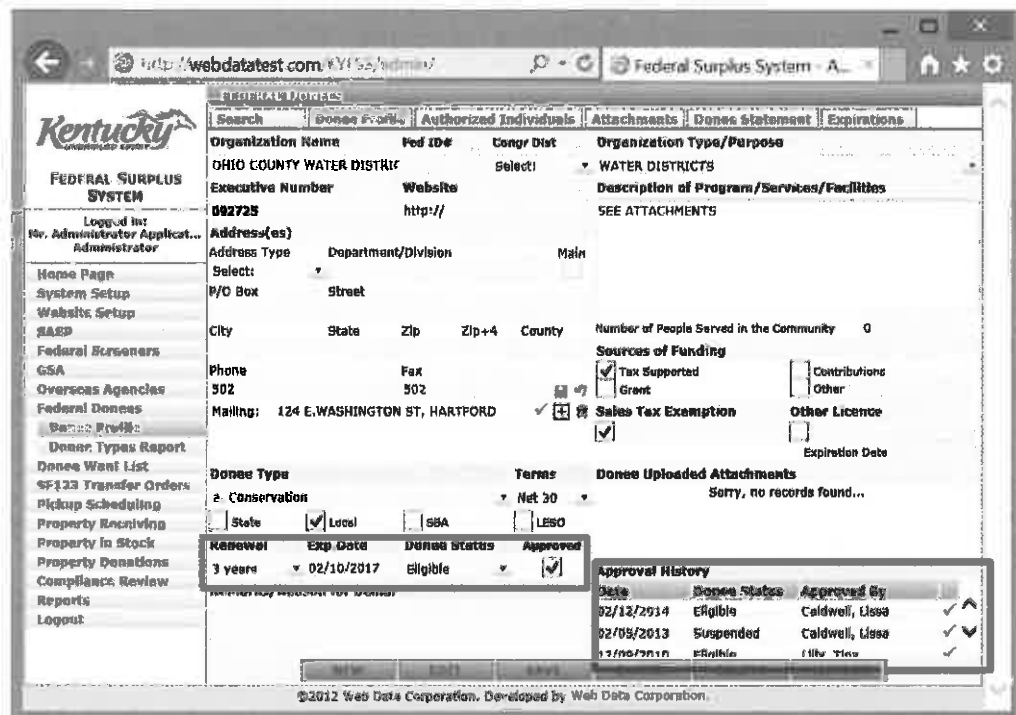 webdatatest.com
Federal Surplus System - A...
FEDERAL DONEES
Search Donee Profile Authorized Individuals Attachments Donee Statement Expirations
Kentucky
UNBRIDLED SPIRIT
FEDERAL SURPLUS
SYSTEM
Logged in:
Mr. Administrator Applicat...
Administrator
Home Page
System Setup
Website Setup
SASP
Federal Screeners
GSA
Overseas Agencies
Federal Donees
Donee Profile
Donee Types Report
Donee Want List
SF123 Transfer Orders
Pickup Scheduling
Property Receiving
Property in Stock
Property Donations
Compliance Review
Reports
Logout
Organization Name Fed ID# Congr Dist
OHIO COUNTY WATER DISTRIC Select:
Executive Number Website
092725 http://
Address(es)
Address Type Department/Division Main
Select:
P/O Box Street
City State Zip Zip+4 County
Phone Fax
502 502
Mailing: 124 E.WASHINGTON ST, HARTFORD
Donee Type Terms
a- Conservation Net 30
State Local SBA LESO
Renewal Exp Date Donee Status Approved
3 years 02/10/2017 Eligible
Organization Type/Purpose
WATER DISTRICTS
Description of Program/Services/Facilities
SEE ATTACHMENTS
Number of People Served in the Community 0
Sources of Funding
Tax Supported Contributions
Grant Other
Sales Tax Exemption Other Licence
Expiration Date
Donee Uploaded Attachments
Sorry, no records found...
Approval History
Date Donee Status Approved By
02/12/2014 Eligible Caldwell, Lissa
Suspended Caldwell, Lissa
Eligible
NEW EDIT SAVE
©2012 Web Data Corporation. Developed by Web Data Corporation.